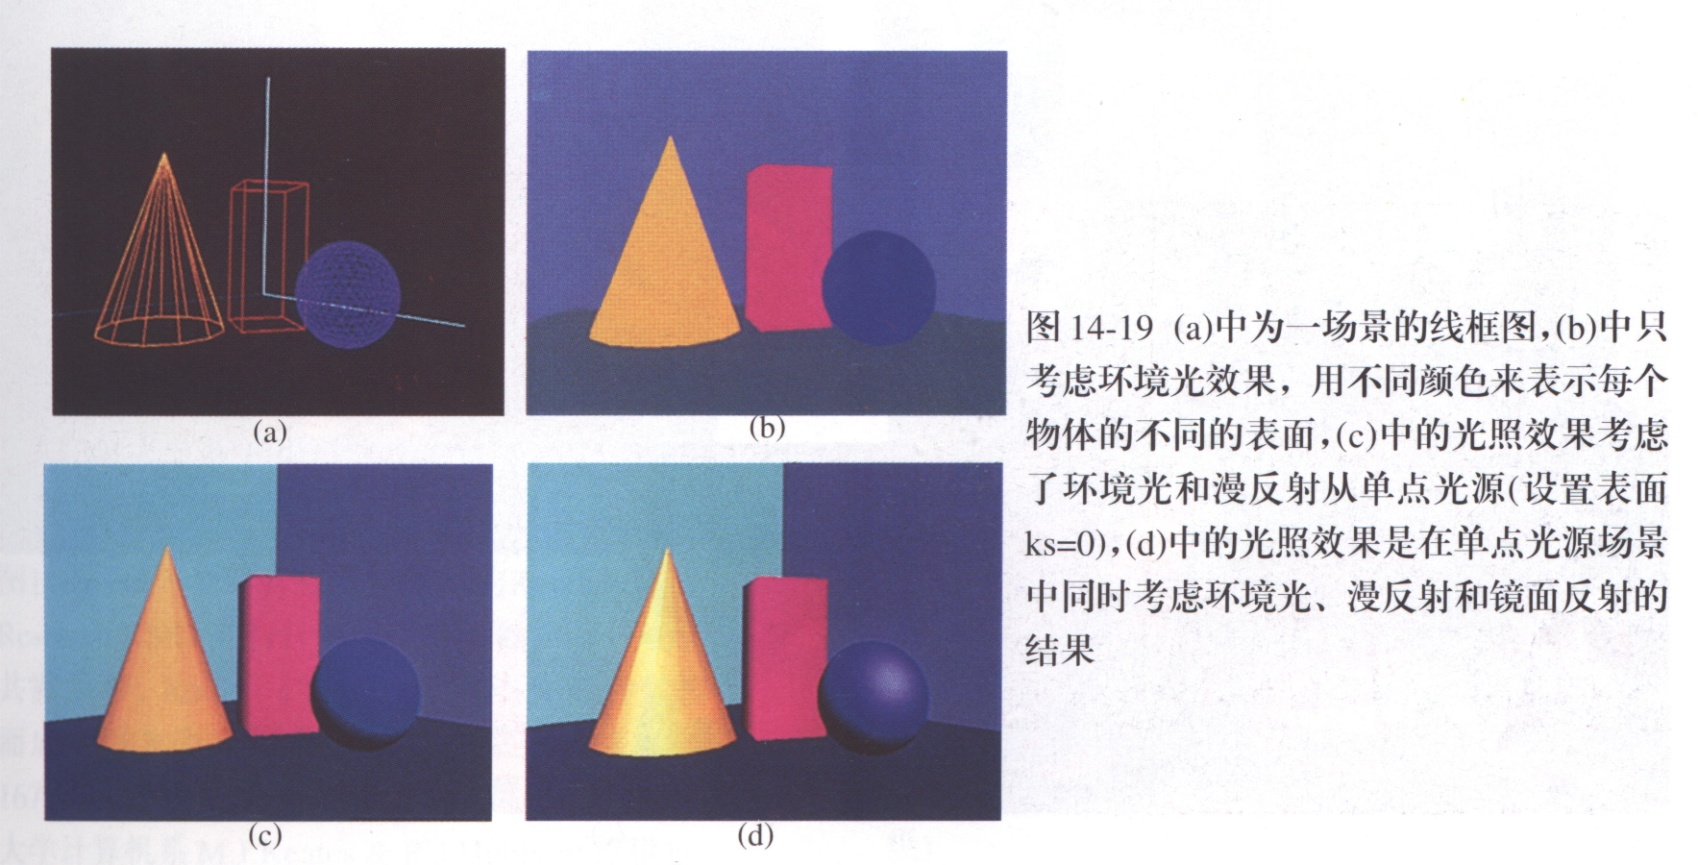 (a)
(b)
(c)
(d)
图 14-19 (a)中为一场景的线框图,(b)中只
考虑环境光效果，用不同颜色来表示每个
物体的不同的表面,(c)中的光照效果考虑
了环境光和漫反射从单点光源(设置表面
ks=0),(d)中的光照效果是在单点光源场景
中同时考虑环境光、漫反射和镜面反射的
结果